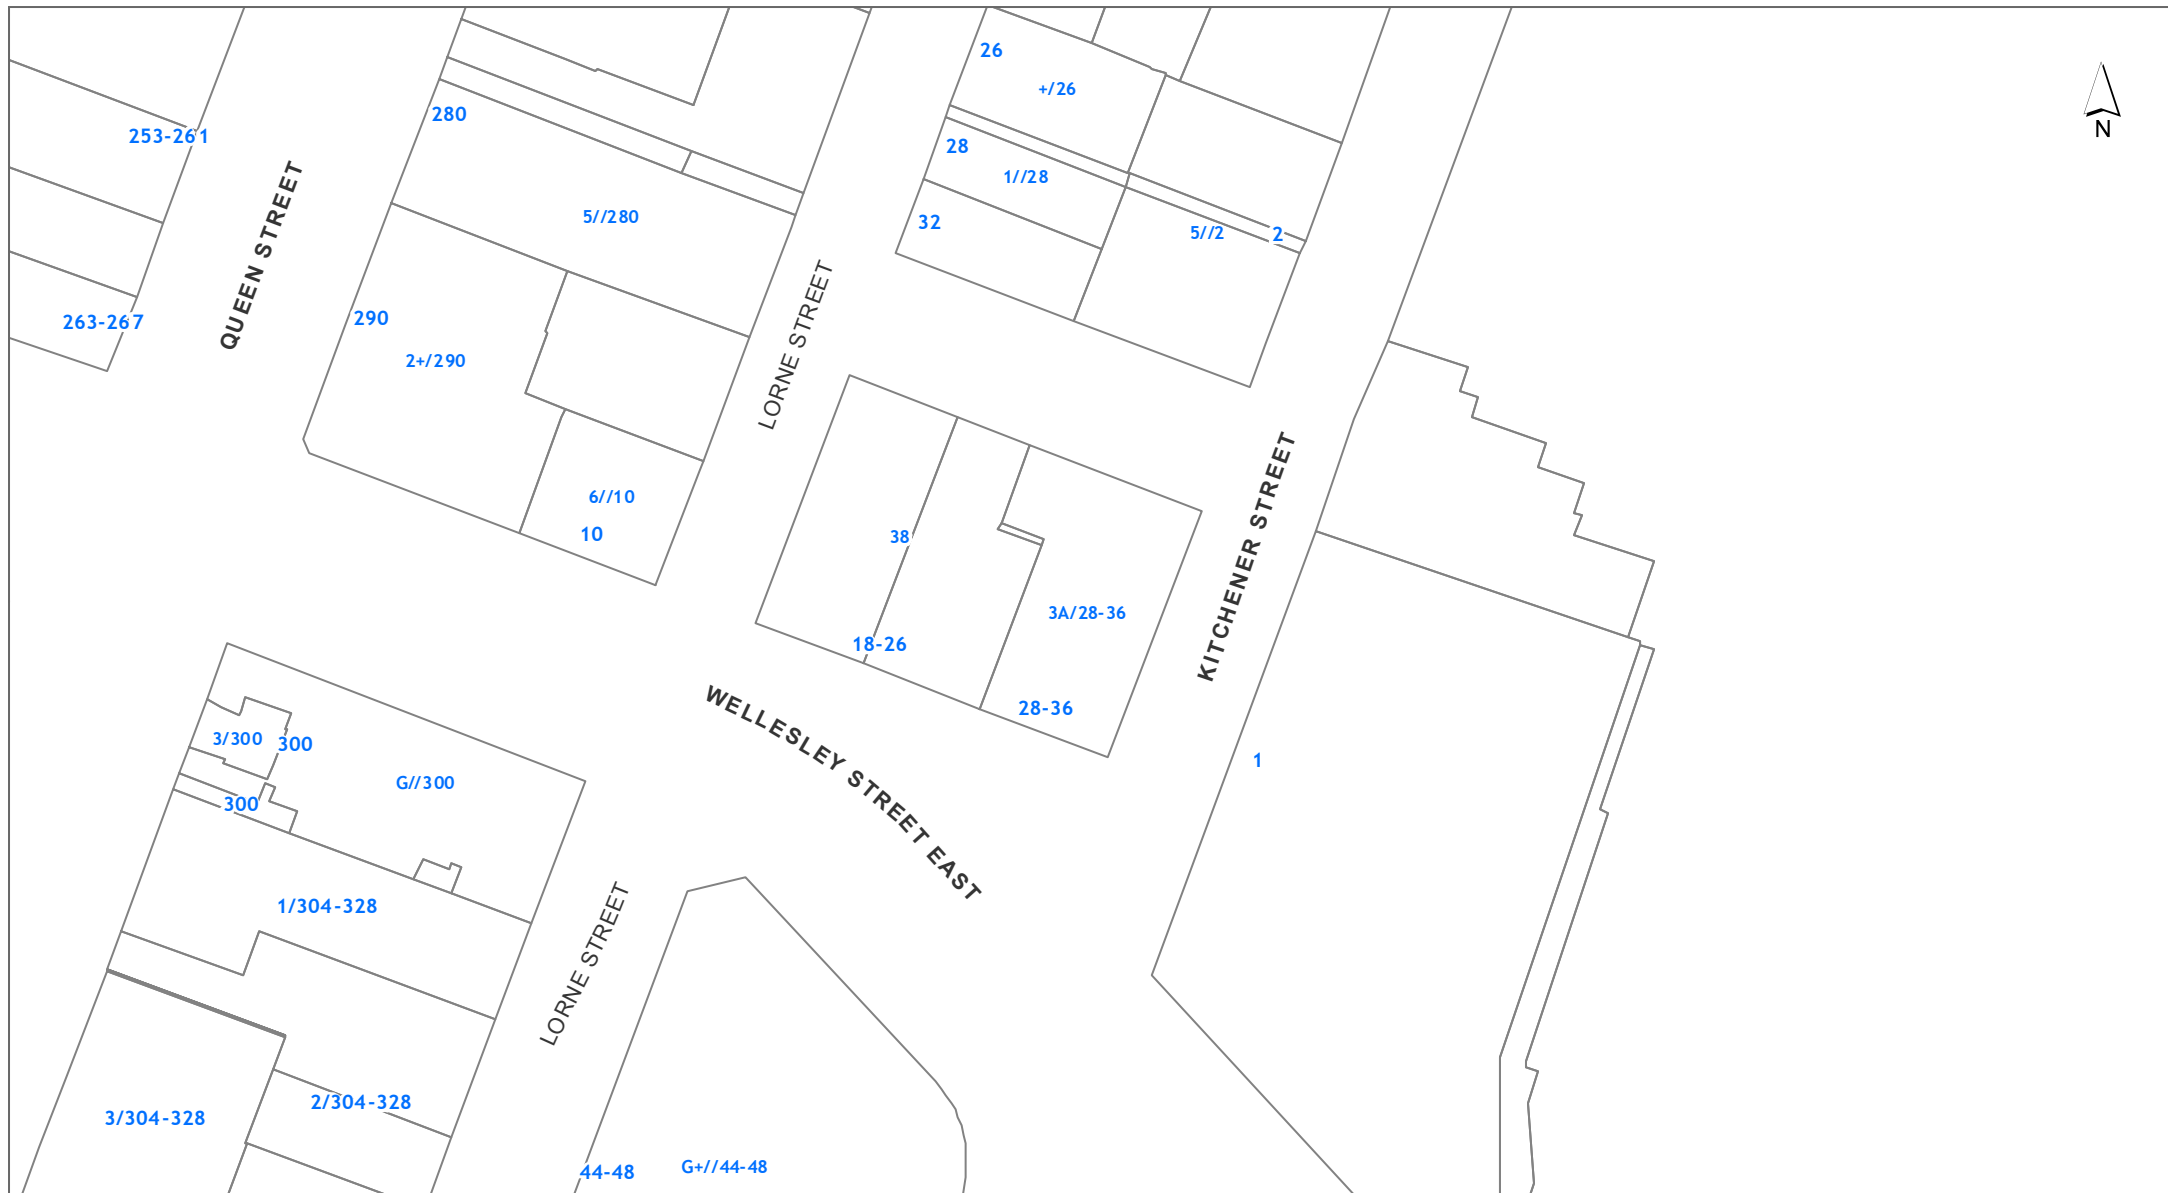 26
+/26
253-261
280
28
1//28
N
QUEEN STREET
5//280
32
5//2
2
263-267
290
2+/290
LORNE STREET
KITCHENER STREET
6//10
10
38
3A/28-36
18-26
28-36
WELLESLEY STREET EAST
3/300
300
G//300
1
300
1/304-328
LORNE STREET
2/304-328
3/304-328
44-48
G+//44-48